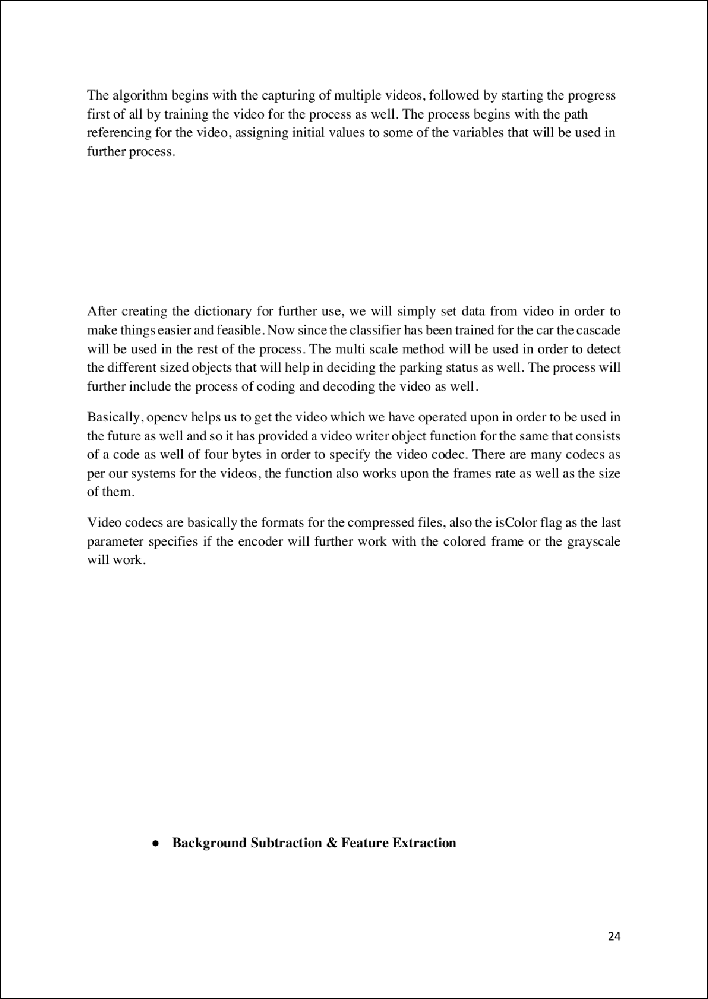 The algorithm begins with the capturing of multiple videos, followed by starting the progress
first of all by training the video for the process as well. The process begins with the path
referencing for the video, assigning initial values to some of the variables that will be used in
further process.
After creating the dictionary for further use, we will simply set data from video in order to
make things easier and feasible. Now since the classifier has been trained for the car the cascade
will be used in the rest of the process. The multi scale method will be used in order to detect
the different sized objects that will help in deciding the parking status as well. The process will
further include the process of coding and decoding the video as well.
Basically, opencv helps us to get the video which we have operated upon in order to be used in
the future as well and so it has provided a video writer object function for the same that consists
of a code as well of four bytes in order to specify the video codec. There are many codecs as
per our systems for the videos, the function also works upon the frames rate as well as the size
of them.
Video codecs are basically the formats for the compressed files, also the isColor flag as the last
parameter specifies if the encoder will further work with the colored frame or the grayscale
will work.
● Background Subtraction & Feature Extraction
24